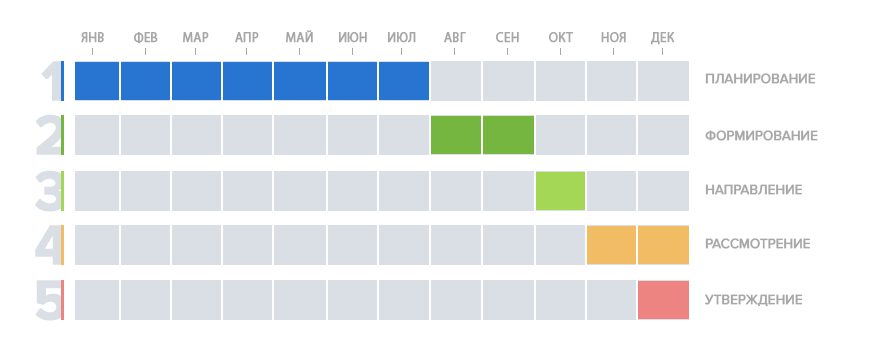 ЯНВ ФЕВ МАР АПР МАЙ ИЮН ИЮЛ АВГ СЕН ОКТ НОЯ ДЕК
1 ПЛАНИРОВАНИЕ
2 ФОРМИРОВАНИЕ
3 НАПРАВЛЕНИЕ
4 РАССМОТРЕНИЕ
5 УТВЕРЖДЕНИЕ